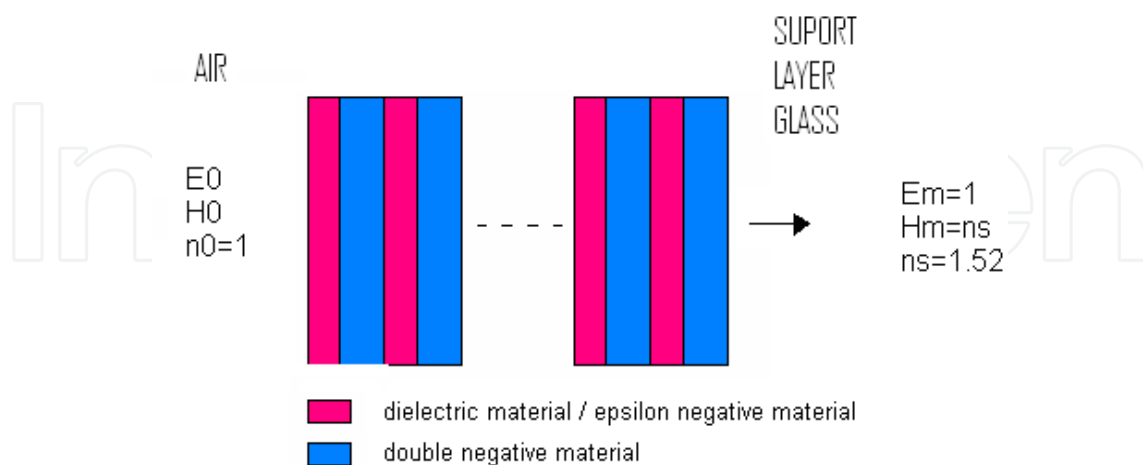 AIR
SUPORT
LAYER
GLASS
E0
H0
n0=1
Em=1
Hm=ns
ns=1.52
dielectric material / epsilon negative material
double negative material